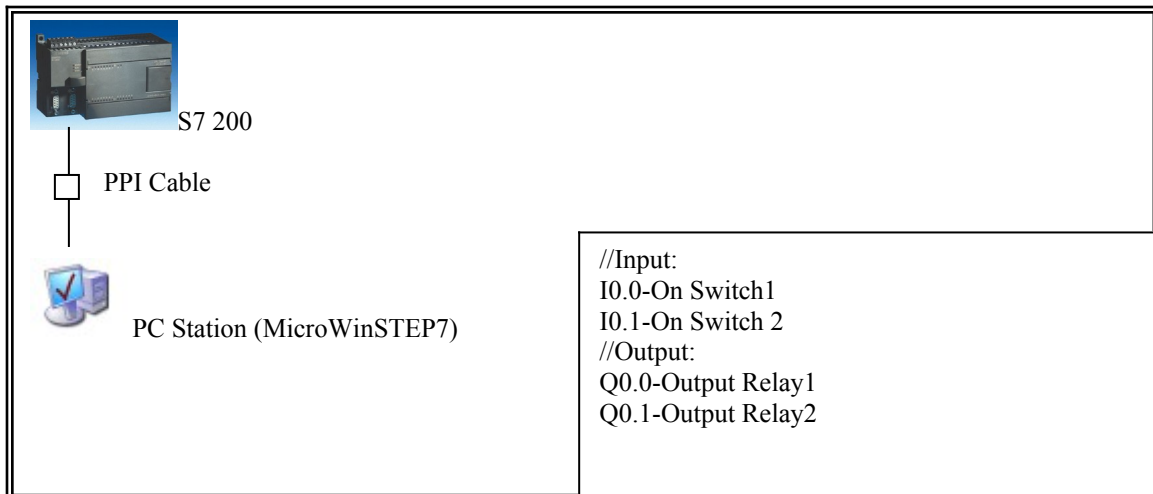 S7 200
PPI Cable
PC Station (MicroWinSTEP7)
//Input:
I0.0-On Switch1
I0.1-On Switch 2
//Output:
Q0.0-Output Relay1
Q0.1-Output Relay2